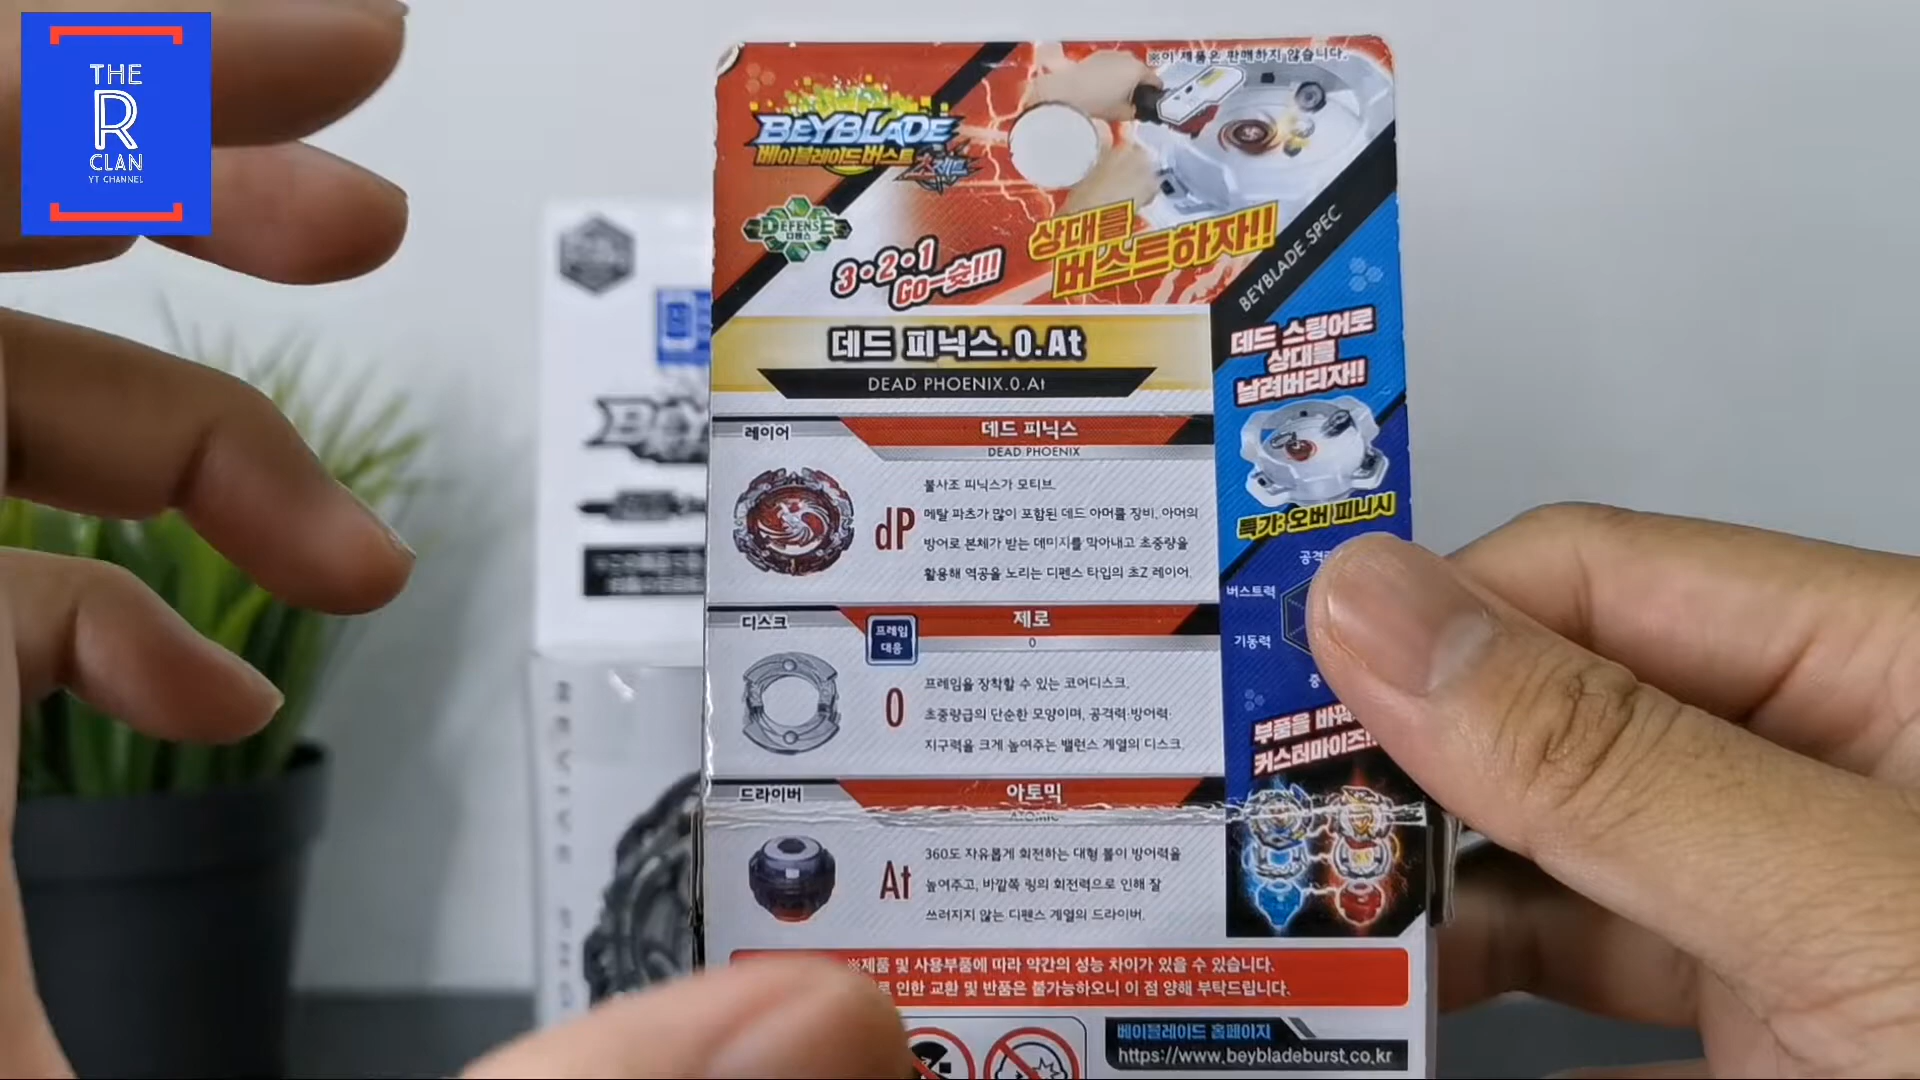 THE
R
CLAN
YT CHANNEL
※이 제품은 판매하지 않습니다.
BEYBLADE
베이블레이드 버스트
초제트
DEFENSE
디펜스
3·2·1
GO-슛!!!
상대를
버스트하자!!
BEYBLADE SPEC
데드 피닉스.0.At
DEAD PHOENIX.0.At
데드 스팅어로
상대를
날려버리자!!
특기: 오버 피니시
레이어
데드 피닉스
DEAD PHOENIX
dP
불사조 피닉스가 모티브.
메탈 파츠가 많이 포함된 데드 아머를 장비. 아머의
방어로 본체가 받는 데미지를 막아내고 초중량을
활용해 역공을 노리는 디펜스 타입의 초Z 레이어.
버스트력
기동력
디스크
프레임
대응
제로
0
0
프레임을 장착할 수 있는 코어디스크.
초중량급의 단순한 모양이며, 공격력·방어력·
지구력을 크게 높여주는 밸런스 계열의 디스크.
부품을
커스터마이즈!!
드라이버
아토믹
ATOMIC
At
360도 자유롭게 회전하는 대형 볼이 방어력을
높여주고, 바깥쪽 링의 회전력으로 인해 잘
쓰러지지 않는 디펜스 계열의 드라이버.
※제품 및 사용부품에 따라 약간의 성능 차이가 있을 수 있습니다.
인한 교환 및 반품은 불가능하오니 이 점 양해 부탁드립니다.
베이블레이드 홈페이지
https://www.beybladeburst.co.kr